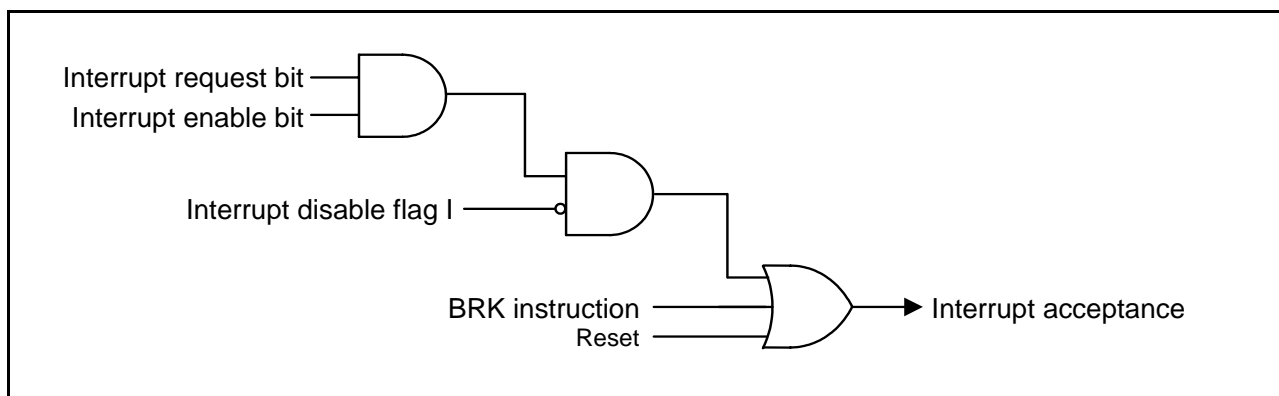 Interrupt request bit
Interrupt enable bit
Interrupt disable flag I
BRK instruction
Reset
Interrupt acceptance